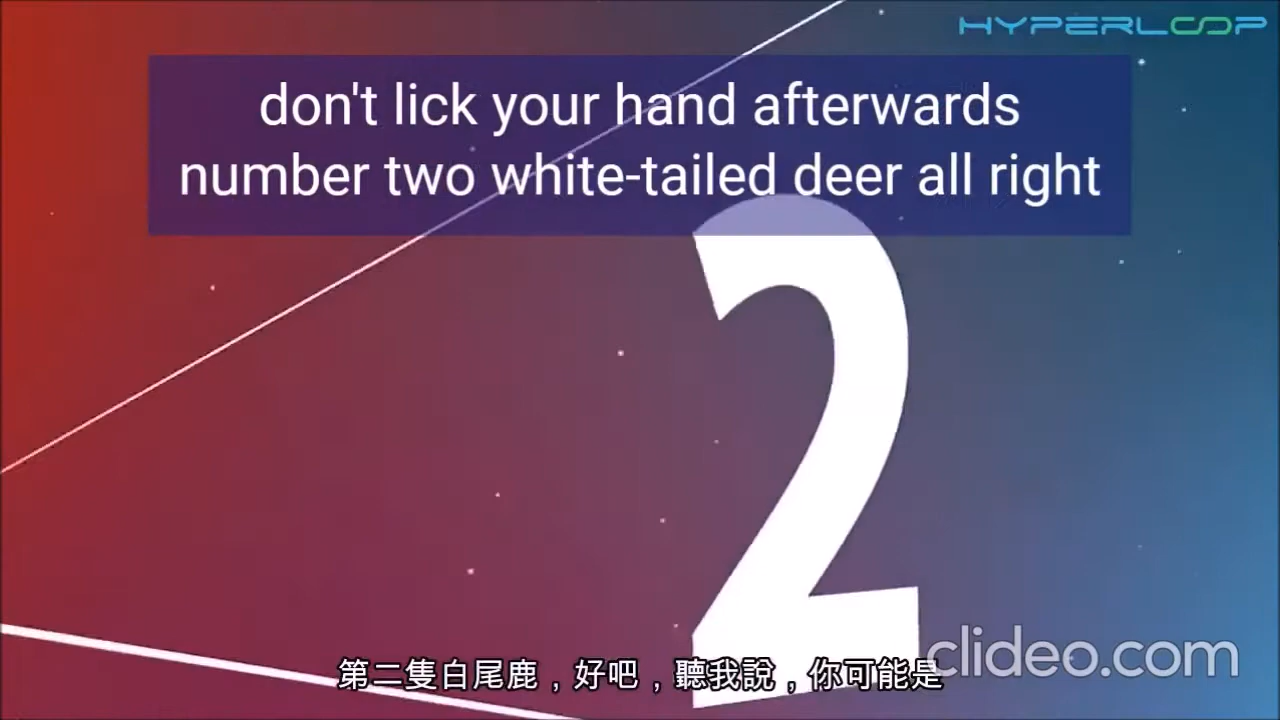 HYPERLOOP
don't lick your hand afterwards
number two white-tailed deer all right
2
clideo.com
第二隻白尾鹿，好吧，聽我說，你可能是